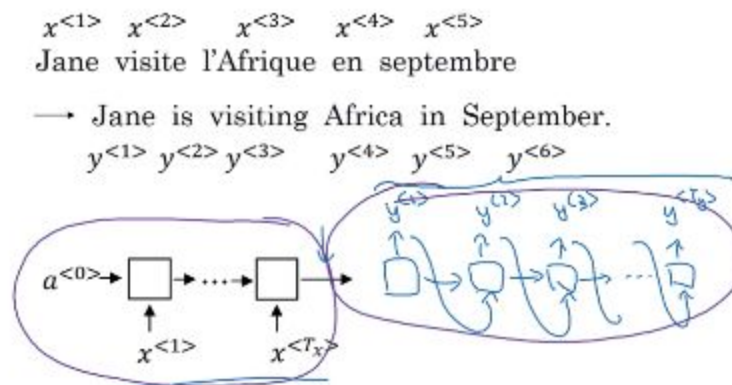 x<1> x<2> x<3> x<4> x<5>
Jane visite l'Afrique en septembre
→ Jane is visiting Africa in September.
y<1> y<2> y<3> y<4> y<5> y<6>
y<1> y<2> y<3> y<Ty>
a<0> → → ... → → → → → ...
x<1> x<Tx>